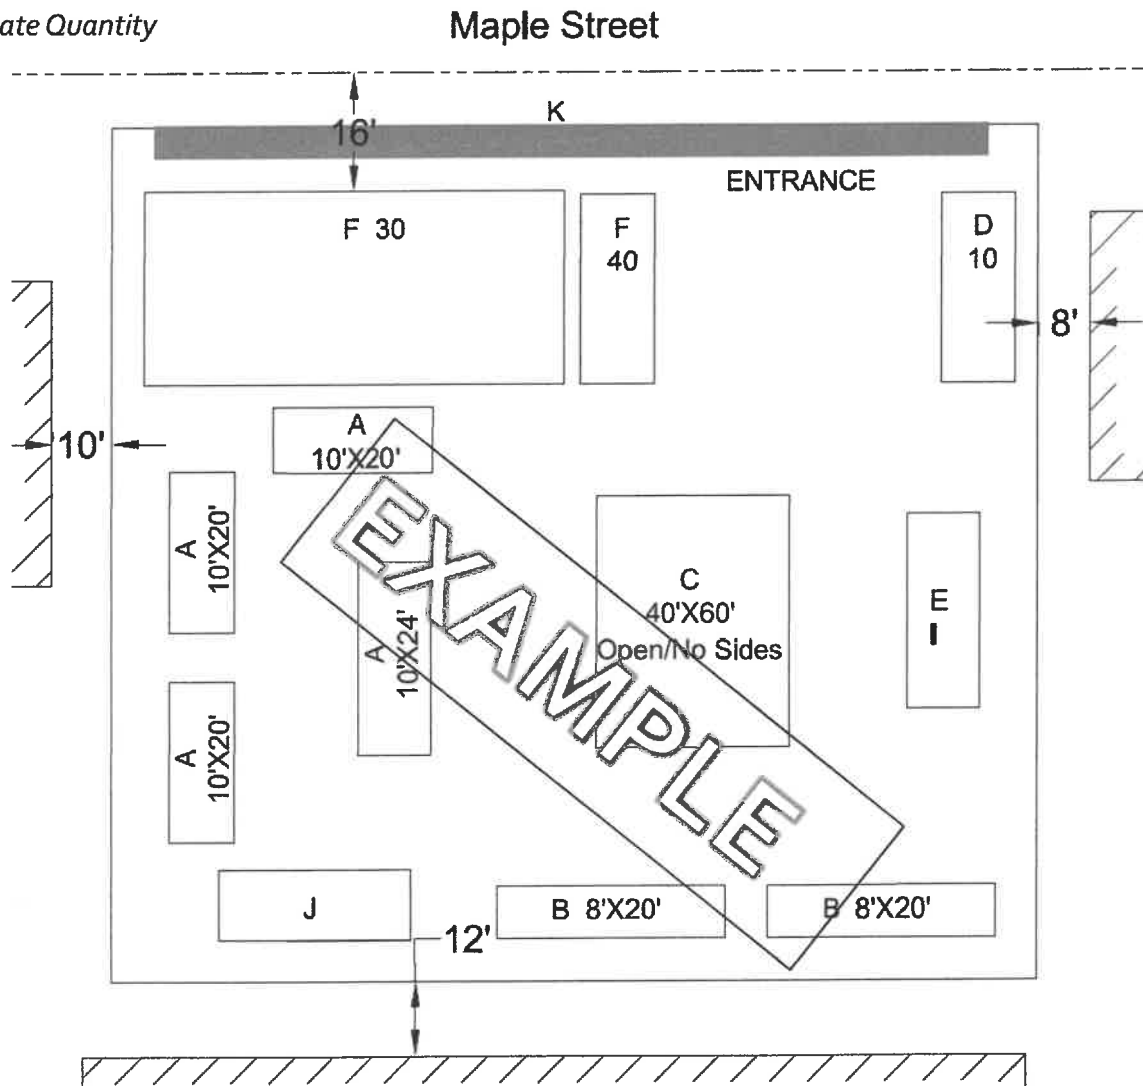 ate Quantity
Maple Street
K
16'
ENTRANCE
F 30
F
40
D
10
8'
10'
A
10'X20'
A
10'X20'
A
10'X24'
C
40'X60'
Open/No Sides
E
I
EXAMPLE
A
10'X20'
J
B 8'X20'
B 8'X20'
12'